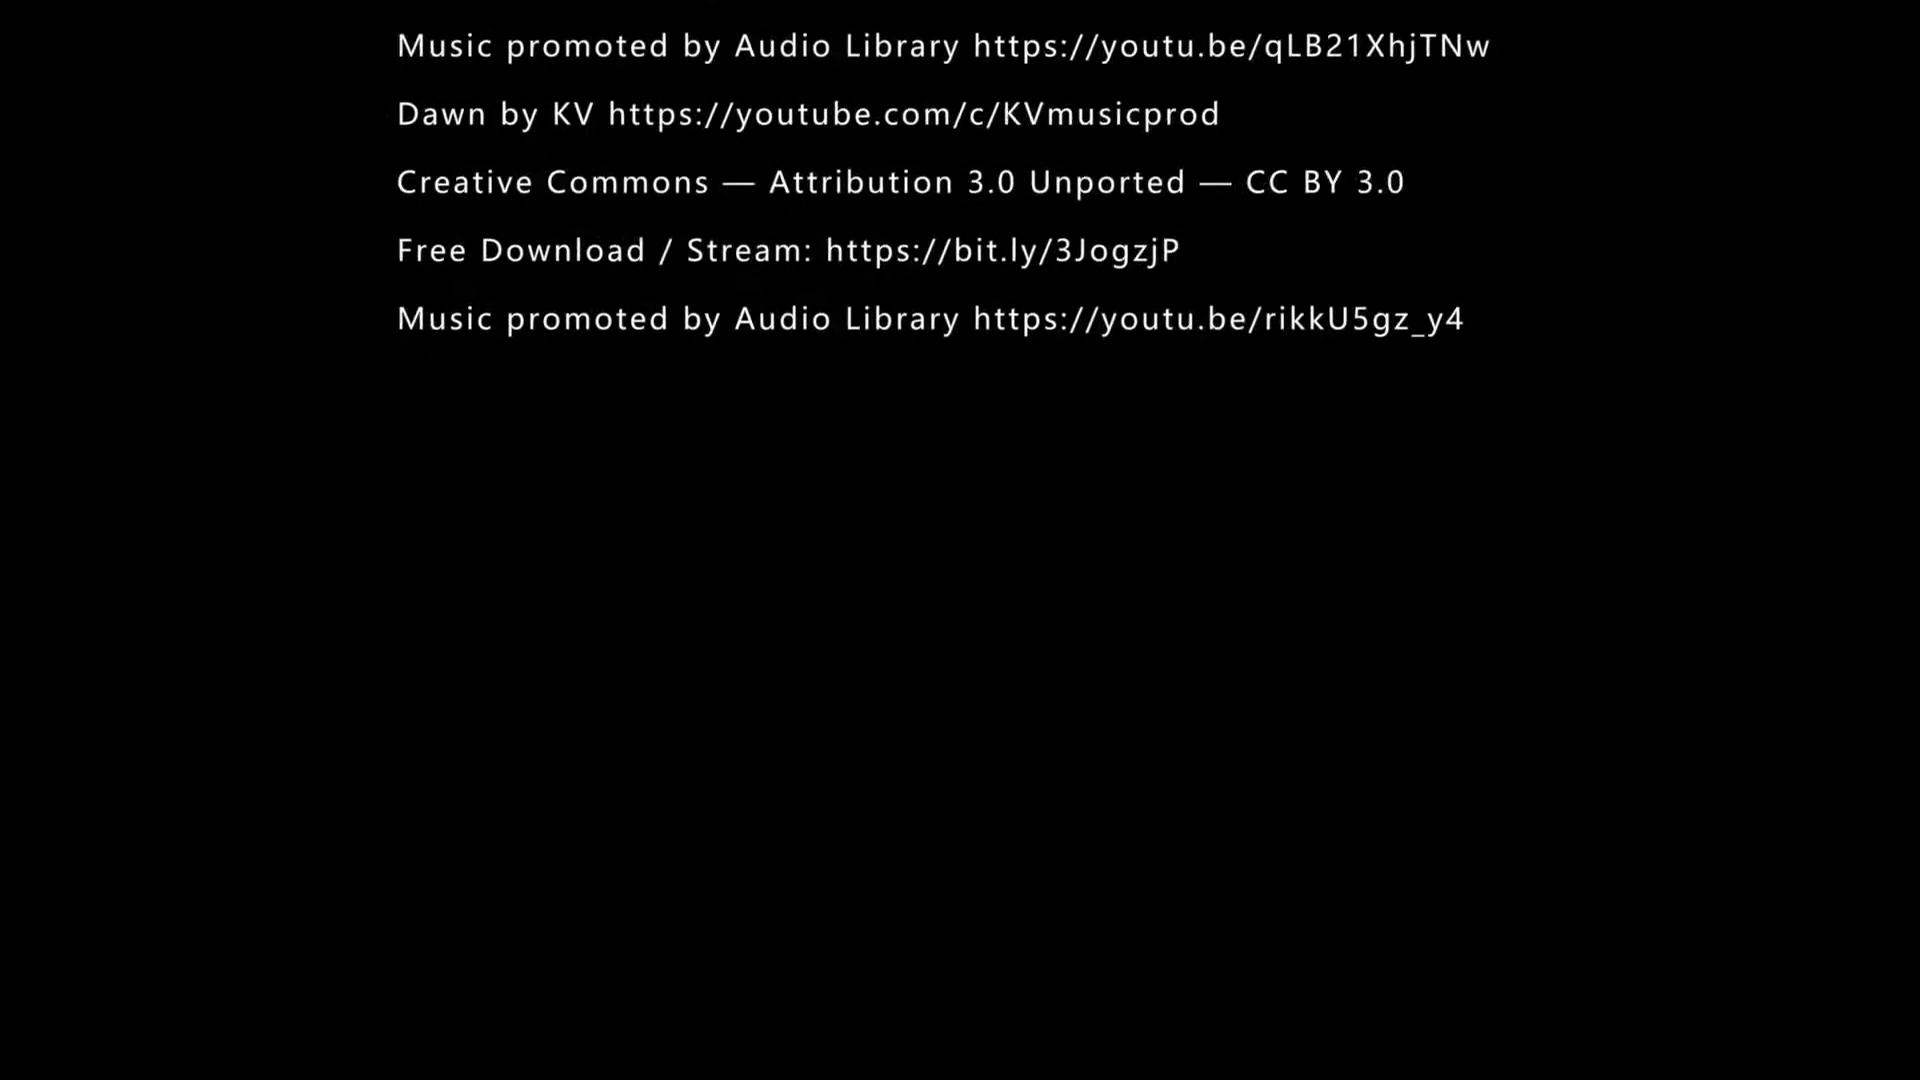 Music promoted by Audio Library https://youtu.be/qLB21XhjTNw
Dawn by KV https://youtube.com/c/KVmusicprod
Creative Commons — Attribution 3.0 Unported — CC BY 3.0
Free Download / Stream: https://bit.ly/3JogzjP
Music promoted by Audio Library https://youtu.be/rikkU5gz_y4